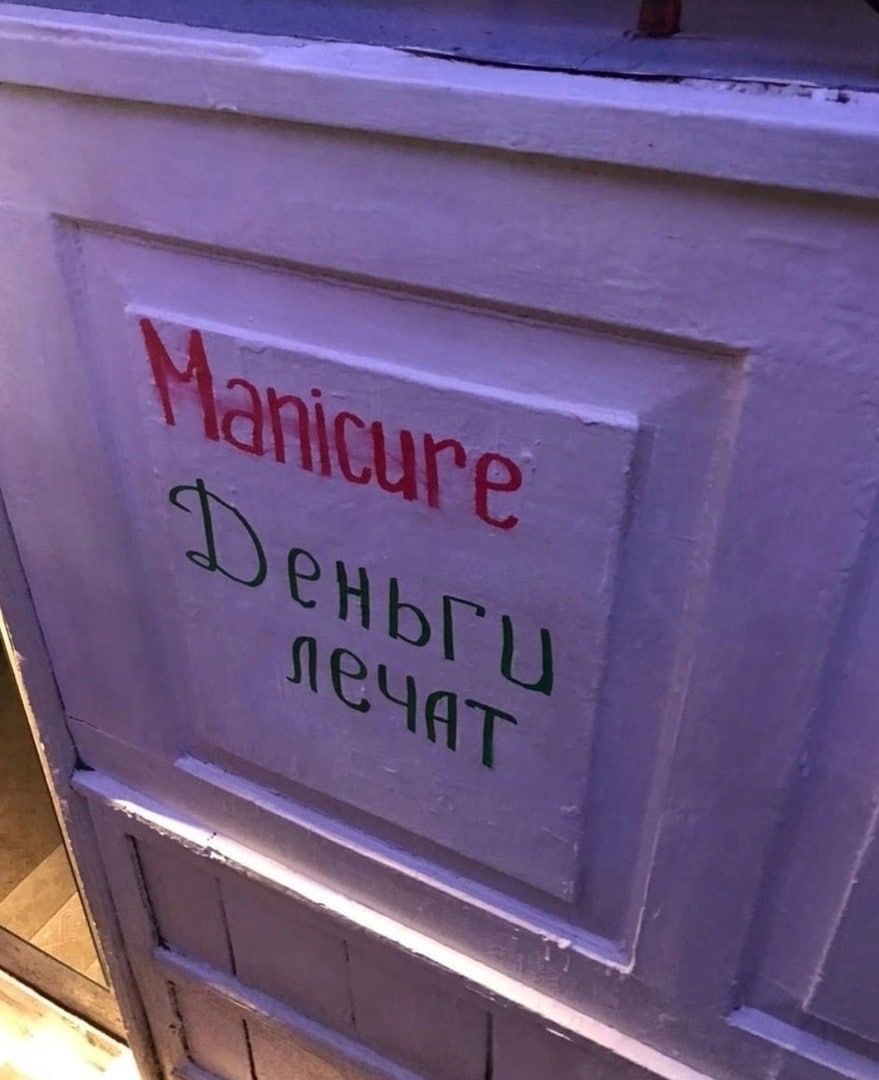 Manicure
Деньги
лечат